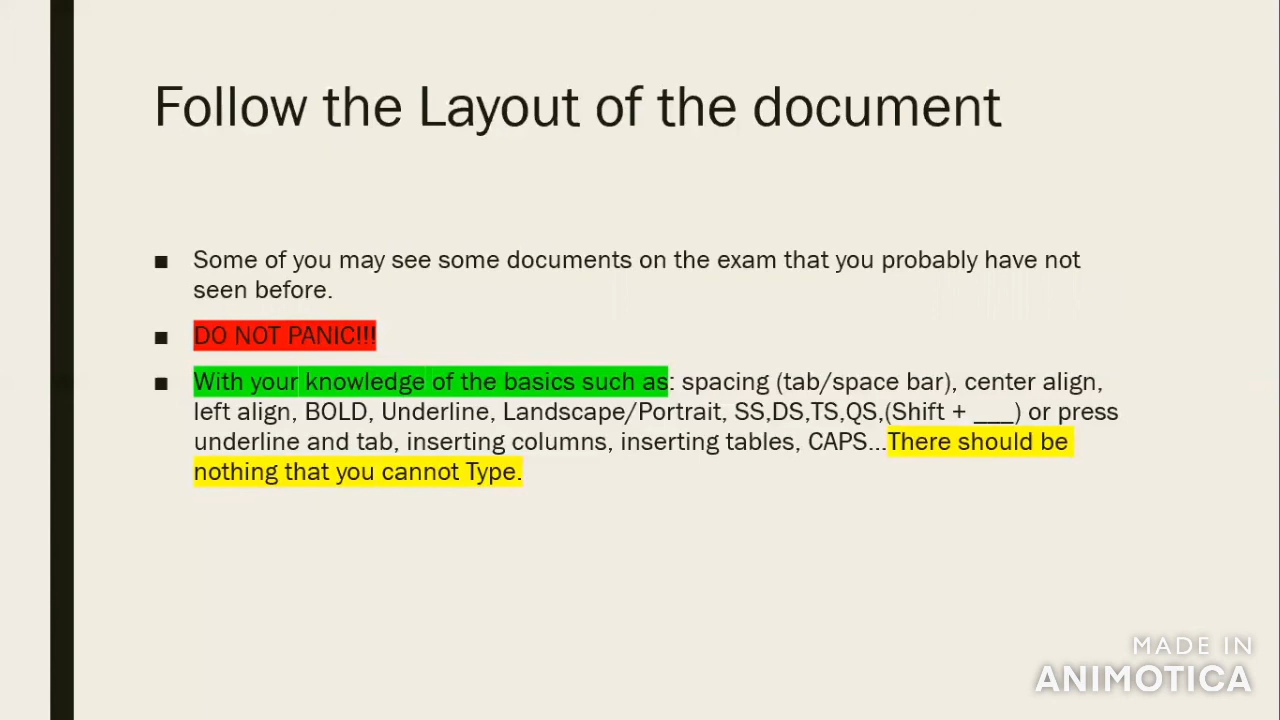 Follow the Layout of the document
■ Some of you may see some documents on the exam that you probably have not
seen before.
■ DO NOT PANIC!!!
■ With your knowledge of the basics such as: spacing (tab/space bar), center align,
left align, BOLD, Underline, Landscape/Portrait, SS,DS,TS,QS,(Shift + ___) or press
underline and tab, inserting columns, inserting tables, CAPS...There should be
nothing that you cannot Type.
MADE IN
ANIMOTICA